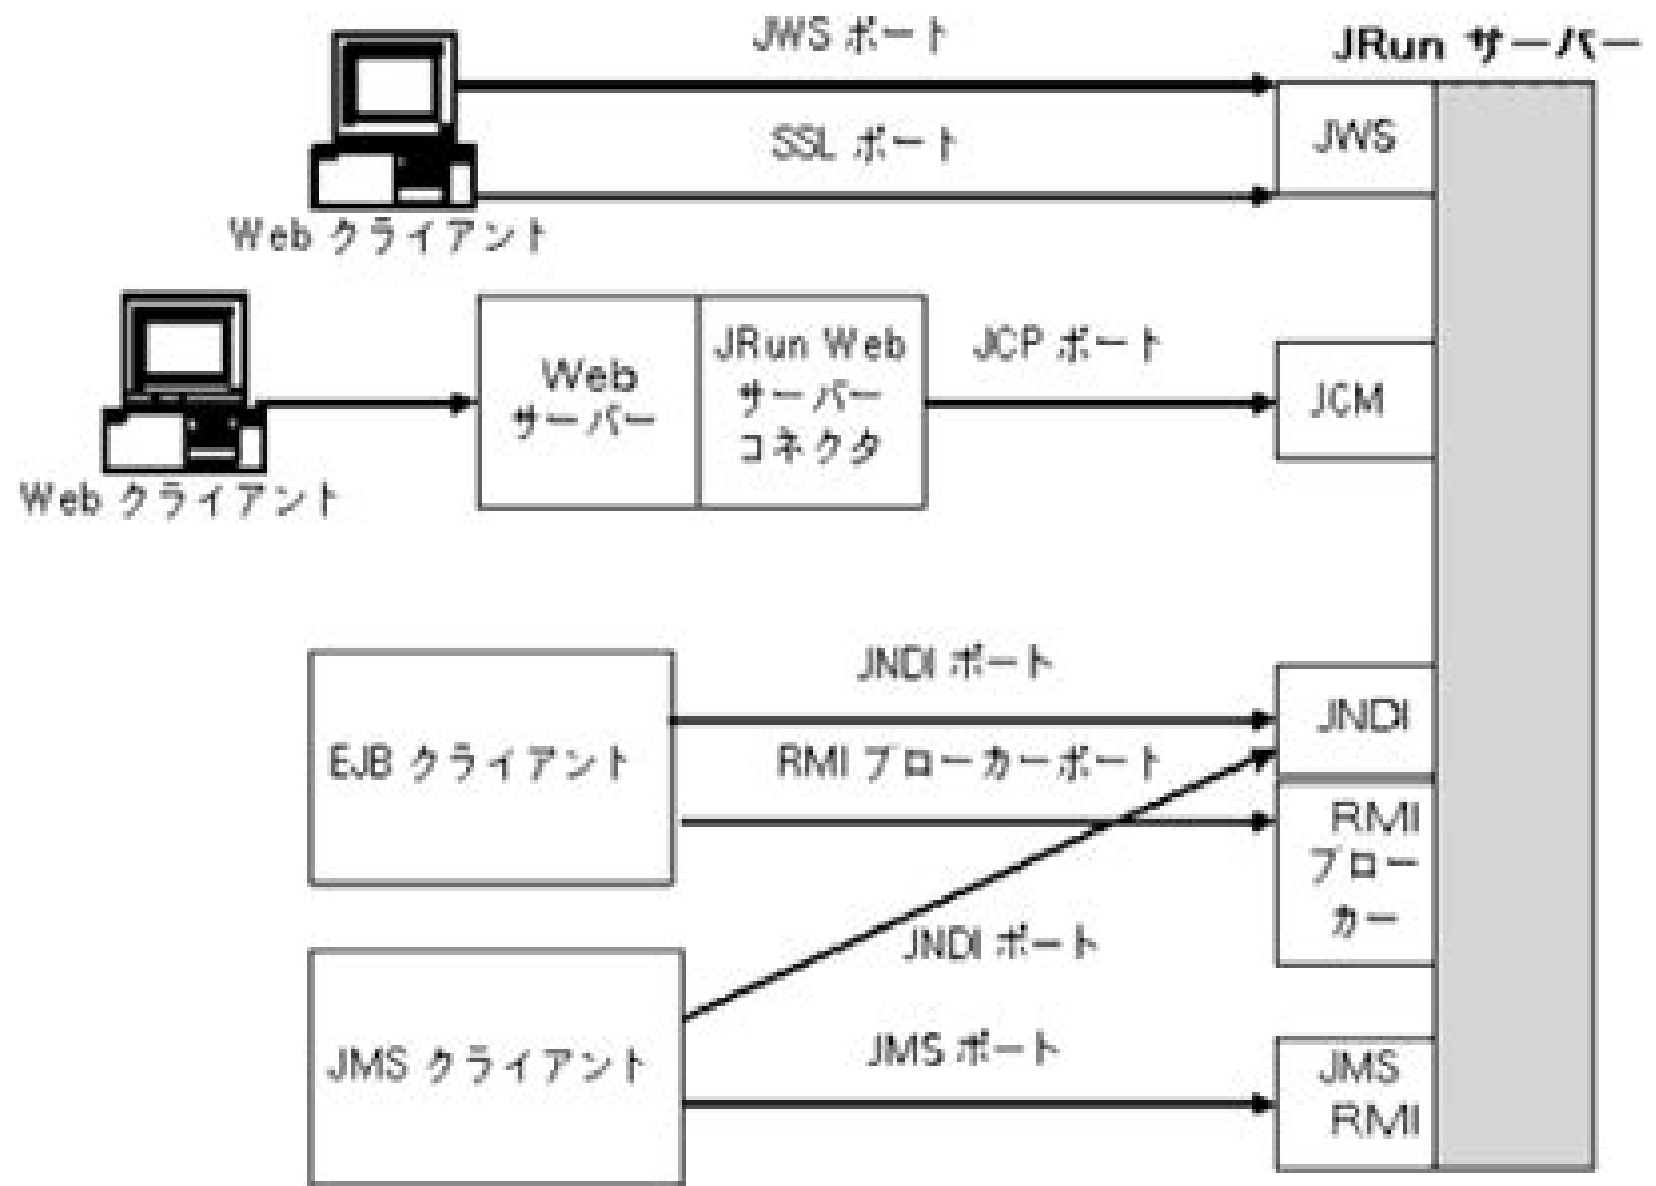 JWS ポート
JRun サーバー
JWS
SSL ポート
Web クライアント
Web
サーバー
JRun Web
サーバー
コネクタ
JCP ポート
JCM
Web クライアント
JNDI ポート
JNDI
EJB クライアント
RMI ブローカーポート
RMI
ブロー
カー
JNDI ポート
JMS クライアント
JMS ポート
JMS
RMI